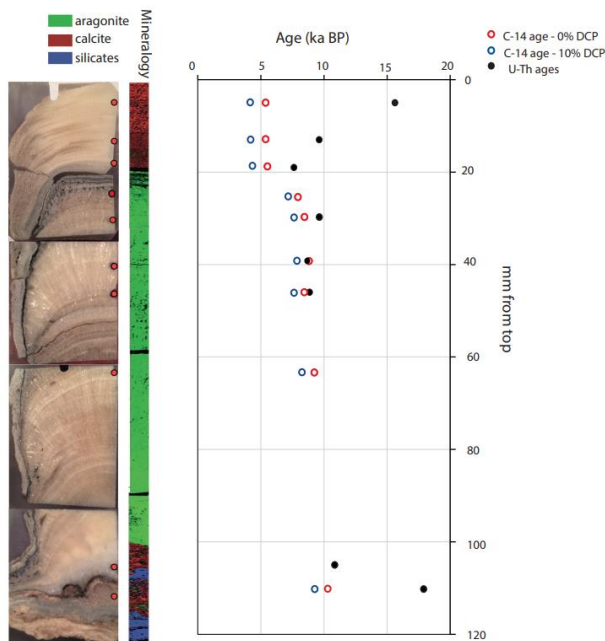 aragonite
calcite
silicates
Mineralogy
Age (ka BP)
C-14 age - 0% DCP
C-14 age - 10% DCP
U-Th ages
0
5
10
15
20
0
20
40
60
80
100
120
mm from top